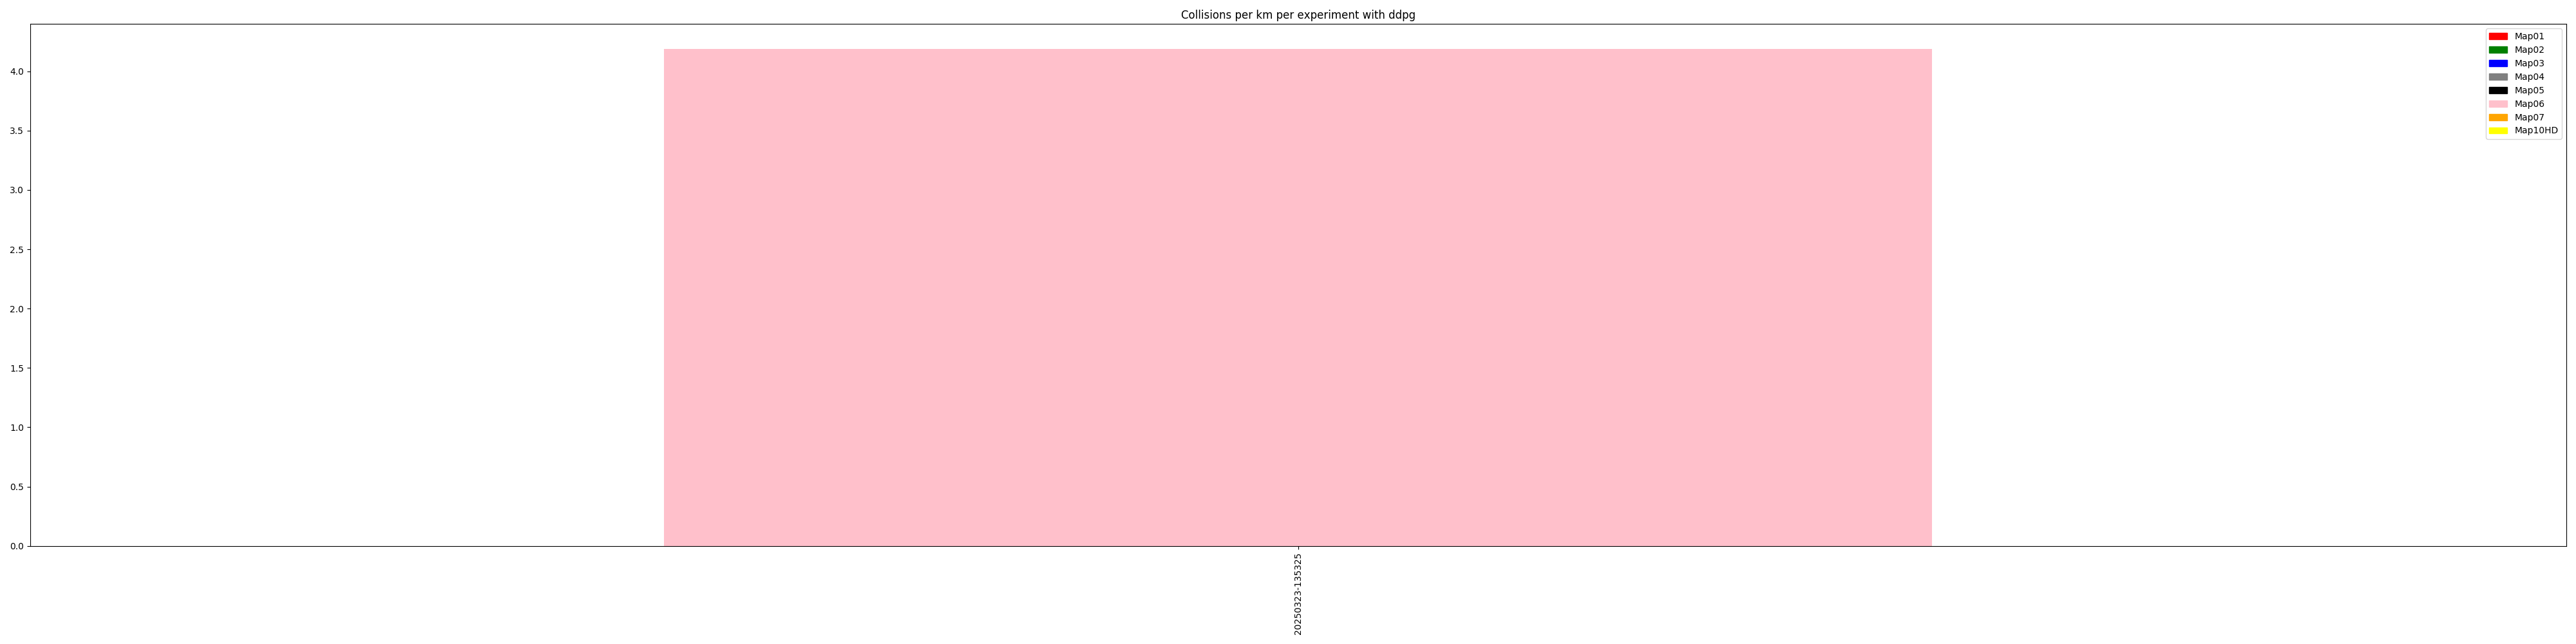 Collisions per km per experiment with ddpg
Map01
Map02
Map03
Map04
Map05
Map06
Map07
Map10HD
4.0
3.5
3.0
2.5
2.0
1.5
1.0
0.5
0.0
20250323-135325